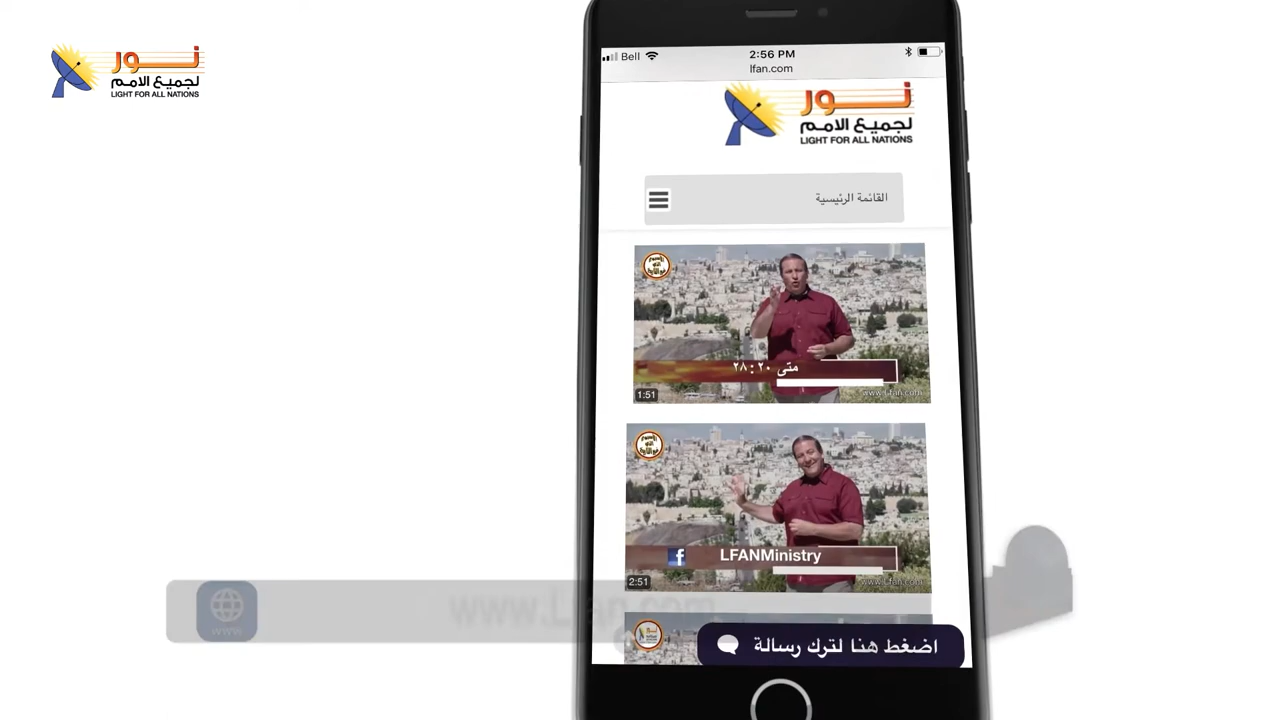 نور
لجميع الامم
LIGHT FOR ALL NATIONS
Bell
2:56 PM
lfan.com
نور
لجميع الامم
LIGHT FOR ALL NATIONS
القائمة الرئيسية
متى ٢٠ : ٢٨
1:51
www.Lfan.com
LFANMinistry
2:51
www.Lfan.com
www
www.Lfan.com
اضغط هنا لترك رسالة